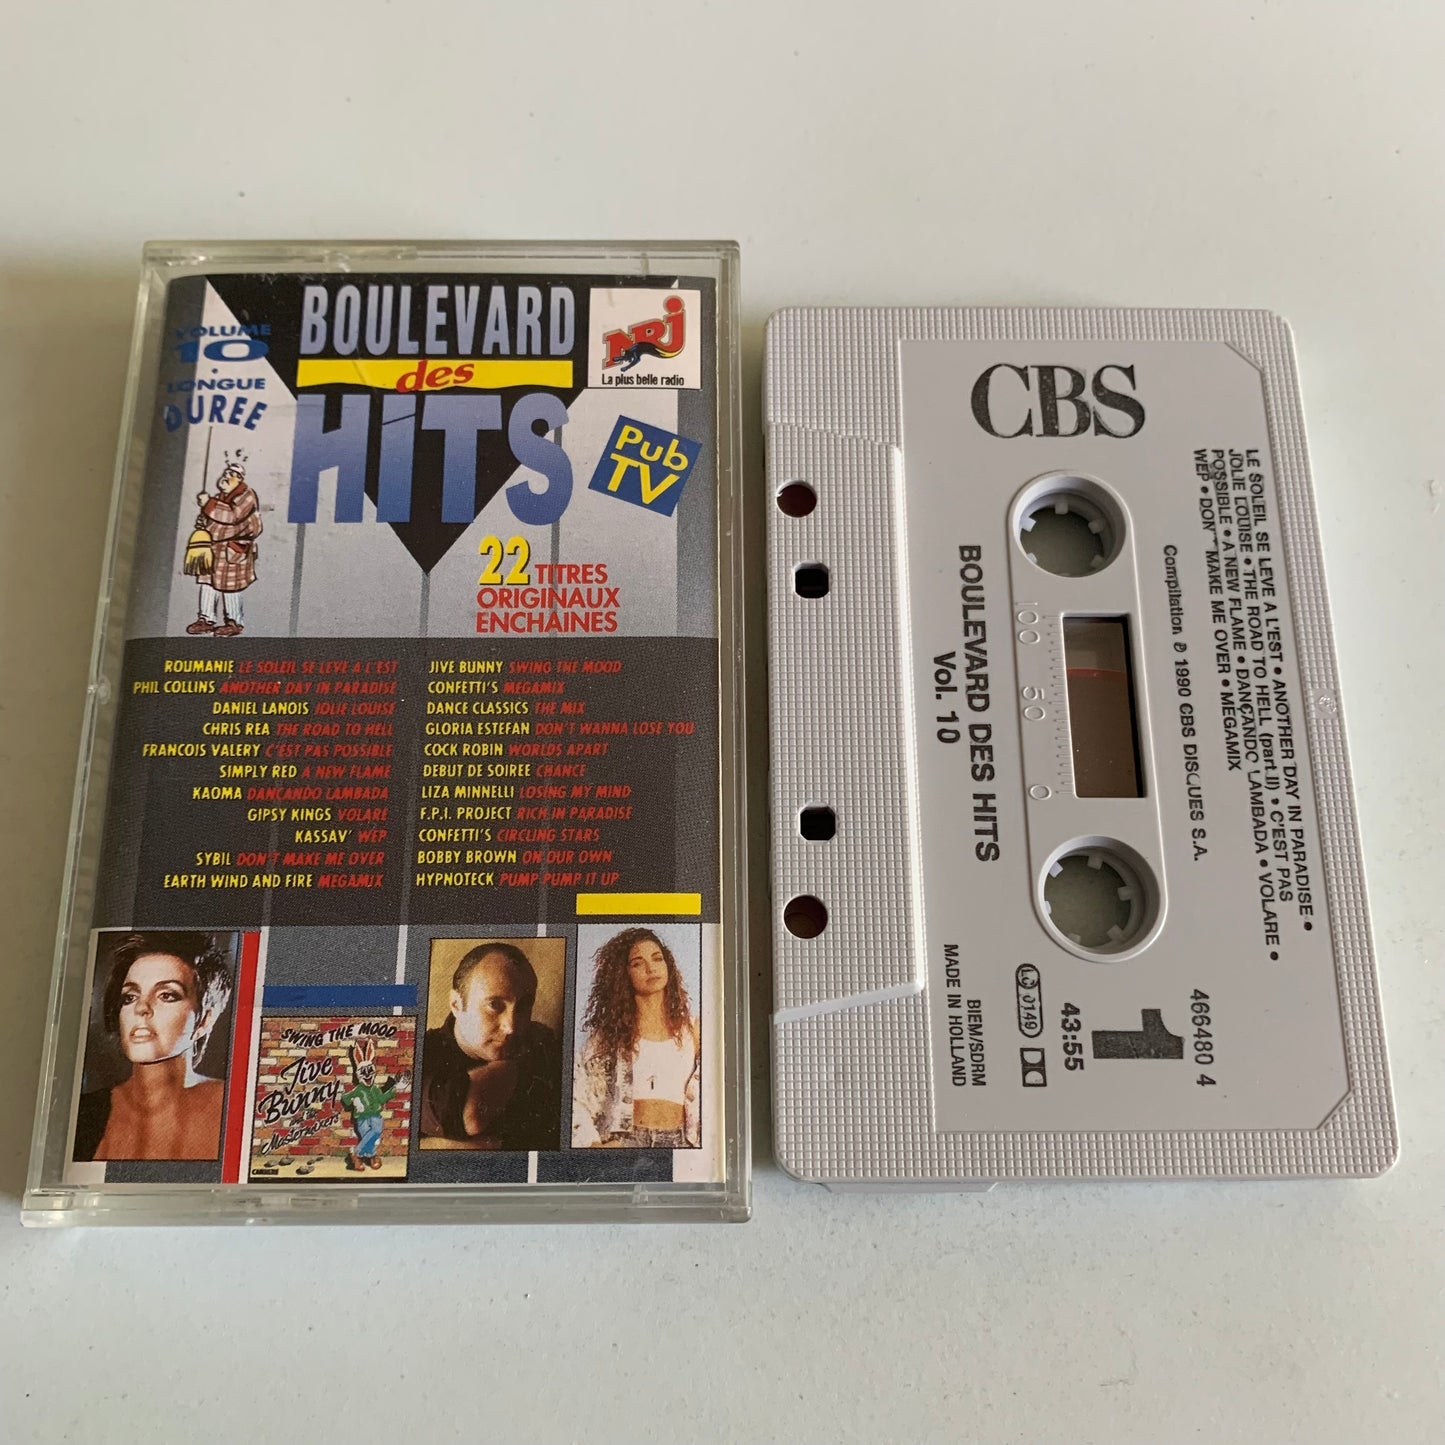 VOLUME
10
LONGUE
DUREE
BOULEVARD
des
HiTS
NRJ
La plus belle radio
Pub
TV
22 TITRES
ORIGINAUX
ENCHAINES
ROUMANIE LE SOLEIL SE LEVE A L'EST
PHIL COLLINS ANOTHER DAY IN PARADISE
DANIEL LANOIS JOLIE LOUISE
CHRIS REA THE ROAD TO HELL
FRANCOIS VALERY C'EST PAS POSSIBLE
SIMPLY RED A NEW FLAME
KAOMA DANCANDO LAMBADA
GIPSY KINGS VOLARE
KASSAV' WEP
SYBIL DON'T MAKE ME OVER
EARTH WIND AND FIRE MEGAMIX
JIVE BUNNY SWING THE MOOD
CONFETTI'S MEGAMIX
DANCE CLASSICS THE MIX
GLORIA ESTEFAN DON'T WANNA LOSE YOU
COCK ROBIN WORLDS APART
DEBUT DE SOIREE CHANCE
LIZA MINNELLI LOSING MY MIND
F.P.I. PROJECT RICH IN PARADISE
CONFETTI'S CIRCLING STARS
BOBBY BROWN ON OUR OWN
HYPNOTECK PUMP PUMP IT UP
SWING THE MOOD
Jive
Bunny
and the
Mastermixers
CARRERE
CBS
LE SOLEIL SE LEVE A L'EST • ANOTHER DAY IN PARADISE •
JOLIE LOUISE • THE ROAD TO HELL (part.II) • C'EST PAS
POSSIBLE • A NEW FLAME • DANÇANDO LAMBADA • VOLARE •
WEP • DON'T MAKE ME OVER • MEGAMIX
Compilation ℗ 1990 CBS DISQUES S.A.
100 50 0
BOULEVARD DES HITS
Vol. 10
466480 4
1
43:55
LC 0149
BIEM/SDRM
MADE IN HOLLAND